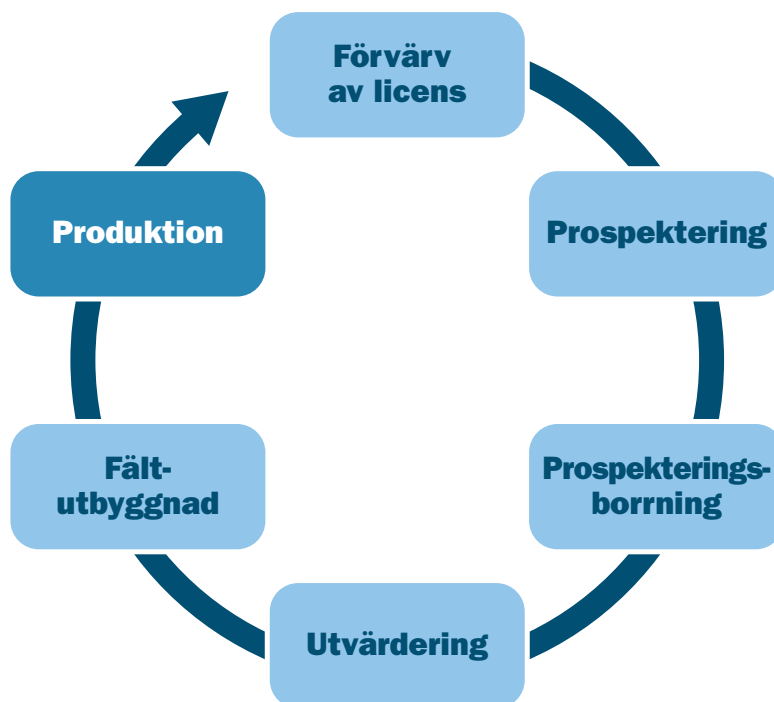 Förvärv
av licens
Prospektering
Prospekterings-
borrning
Utvärdering
Fält-
utbyggnad
Produktion